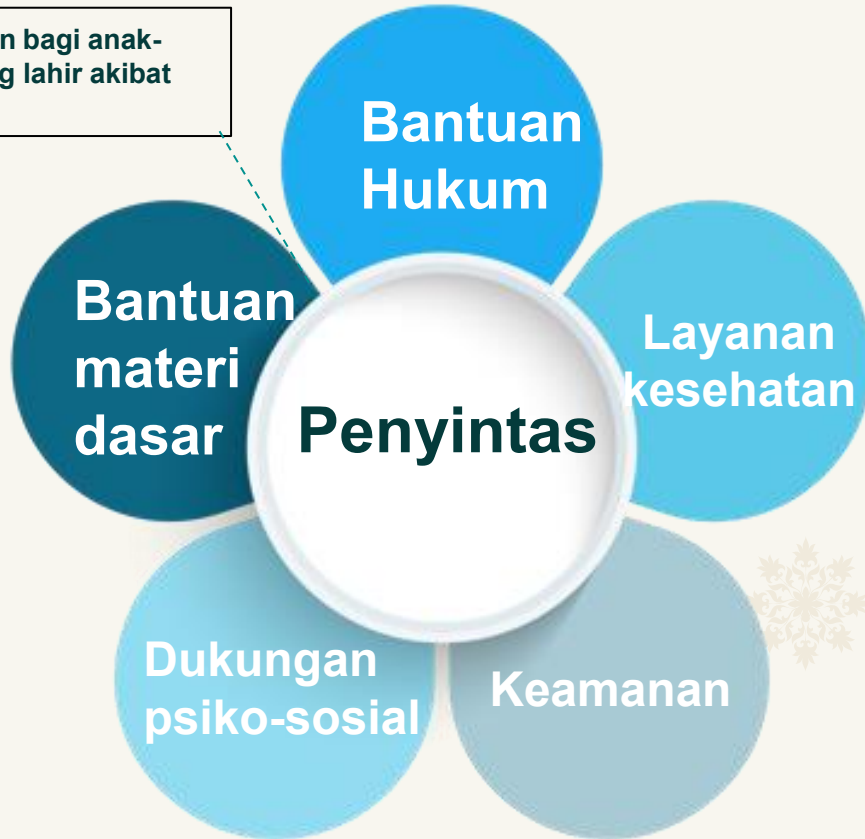 n bagi anak-
g lahir akibat
Bantuan
Hukum
Bantuan
materi
dasar
Layanan
kesehatan
Penyintas
Dukungan
psiko-sosial
Keamanan